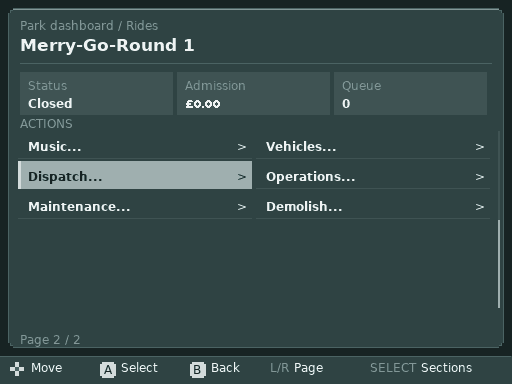 Park dashboard / Rides
Merry-Go-Round 1
Status
Closed
Admission
£0.00
Queue
0
ACTIONS
Music... >
Vehicles... >
Dispatch... >
Operations... >
Maintenance... >
Demolish... >
Page 2 / 2
Move A Select B Back L/R Page SELECT Sections